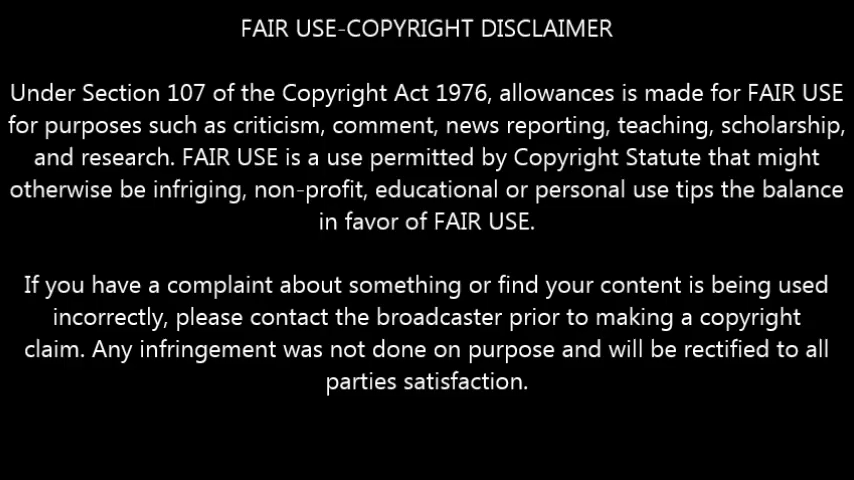 FAIR USE-COPYRIGHT DISCLAIMER
Under Section 107 of the Copyright Act 1976, allowances is made for FAIR USE
for purposes such as criticism, comment, news reporting, teaching, scholarship,
and research. FAIR USE is a use permitted by Copyright Statute that might
otherwise be infriging, non-profit, educational or personal use tips the balance
in favor of FAIR USE.
If you have a complaint about something or find your content is being used
incorrectly, please contact the broadcaster prior to making a copyright
claim. Any infringement was not done on purpose and will be rectified to all
parties satisfaction.